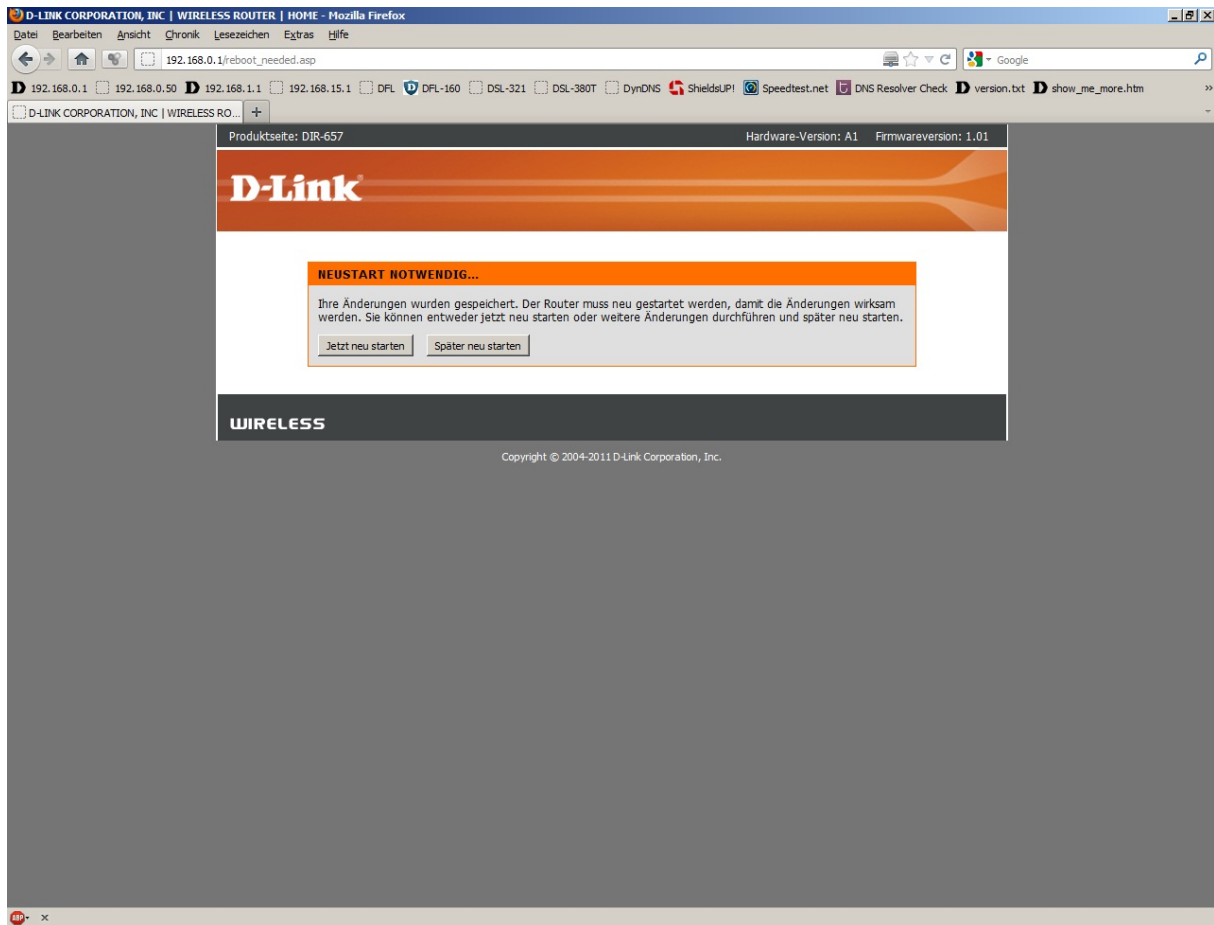 D-LINK CORPORATION, INC | WIRELESS ROUTER | HOME - Mozilla Firefox
Datei Bearbeiten Ansicht Chronik Lesezeichen Extras Hilfe
192.168.0.1/reboot_needed.asp Google
192.168.0.1 192.168.0.50 192.168.1.1 192.168.15.1 DFL DFL-160 DSL-321 DSL-380T DynDNS ShieldsUP! Speedtest.net DNS Resolver Check version.txt show_me_more.htm »
D-LINK CORPORATION, INC | WIRELESS RO... +
Produktseite: DIR-657 Hardware-Version: A1 Firmwareversion: 1.01
D-Link
NEUSTART NOTWENDIG...
Ihre Änderungen wurden gespeichert. Der Router muss neu gestartet werden, damit die Änderungen wirksam
werden. Sie können entweder jetzt neu starten oder weitere Änderungen durchführen und später neu starten.
Jetzt neu starten Später neu starten
WIRELESS
Copyright © 2004-2011 D-Link Corporation, Inc.
ABP